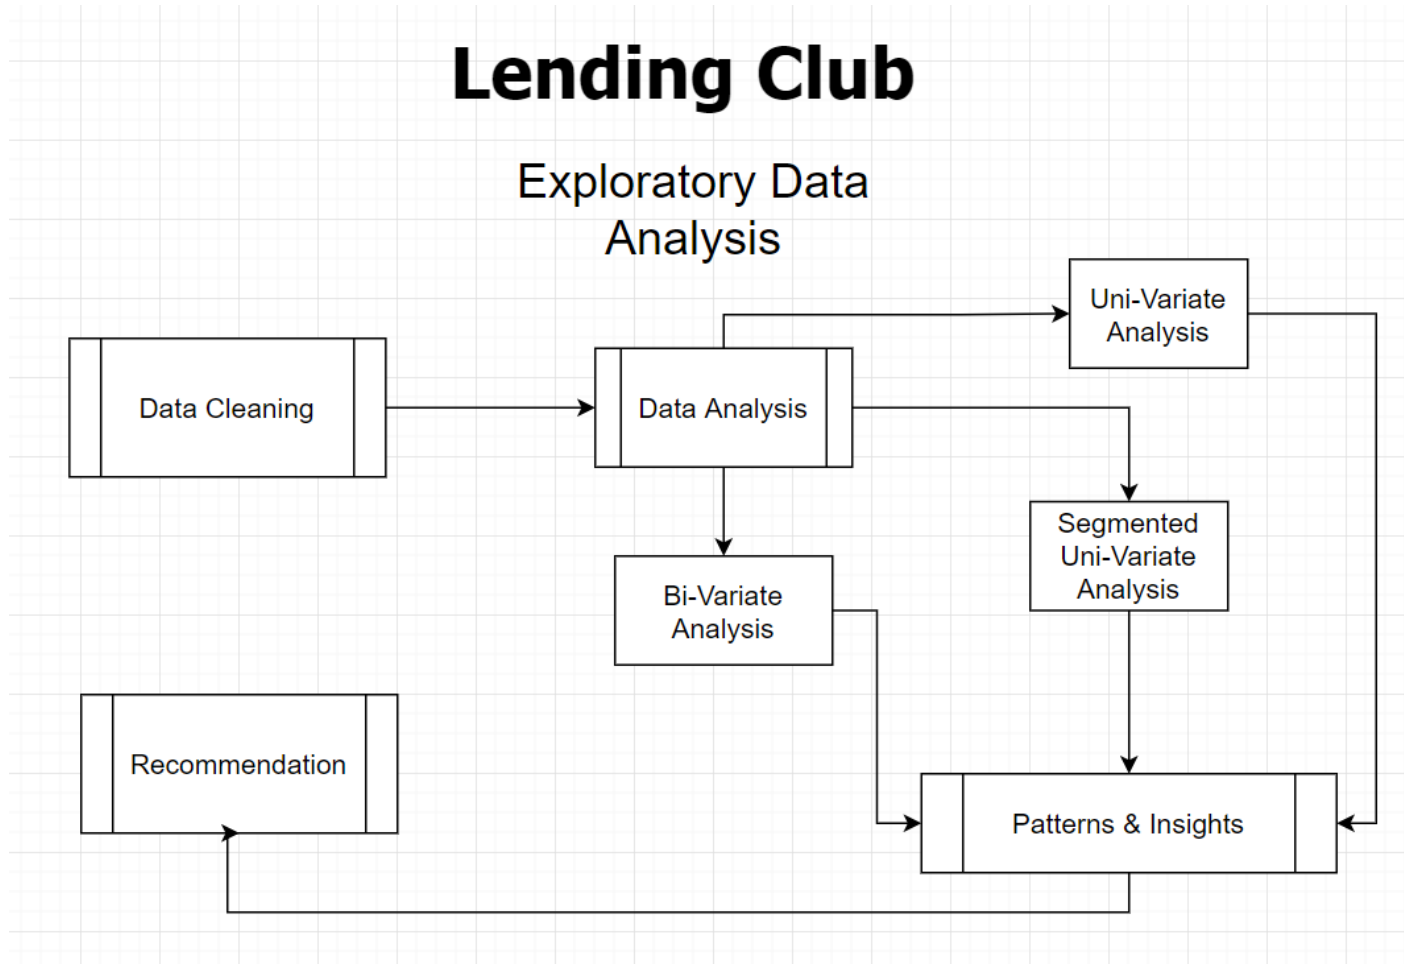 Lending Club
Exploratory Data
Analysis
Uni-Variate
Analysis
Data Cleaning
Data Analysis
Segmented
Uni-Variate
Analysis
Bi-Variate
Analysis
Recommendation
Patterns & Insights